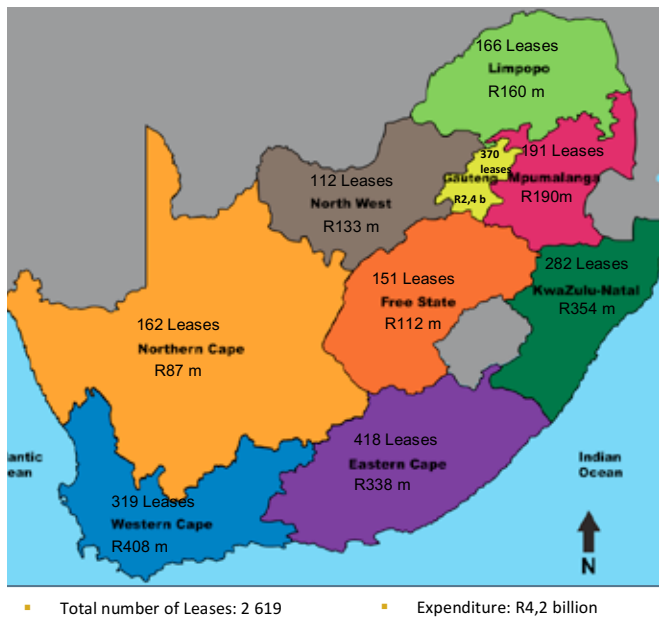 166 Leases
Limpopo
R160 m
370
leases
Gauteng
R2,4 b
191 Leases
Mpumalanga
R190m
112 Leases
North West
R133 m
282 Leases
KwaZulu-Natal
R354 m
151 Leases
Free State
R112 m
162 Leases
Northern Cape
R87 m
418 Leases
Eastern Cape
R338 m
antic
ean
Indian
Ocean
319 Leases
Western Cape
R408 m
N
▪ Total number of Leases: 2 619
▪ Expenditure: R4,2 billion